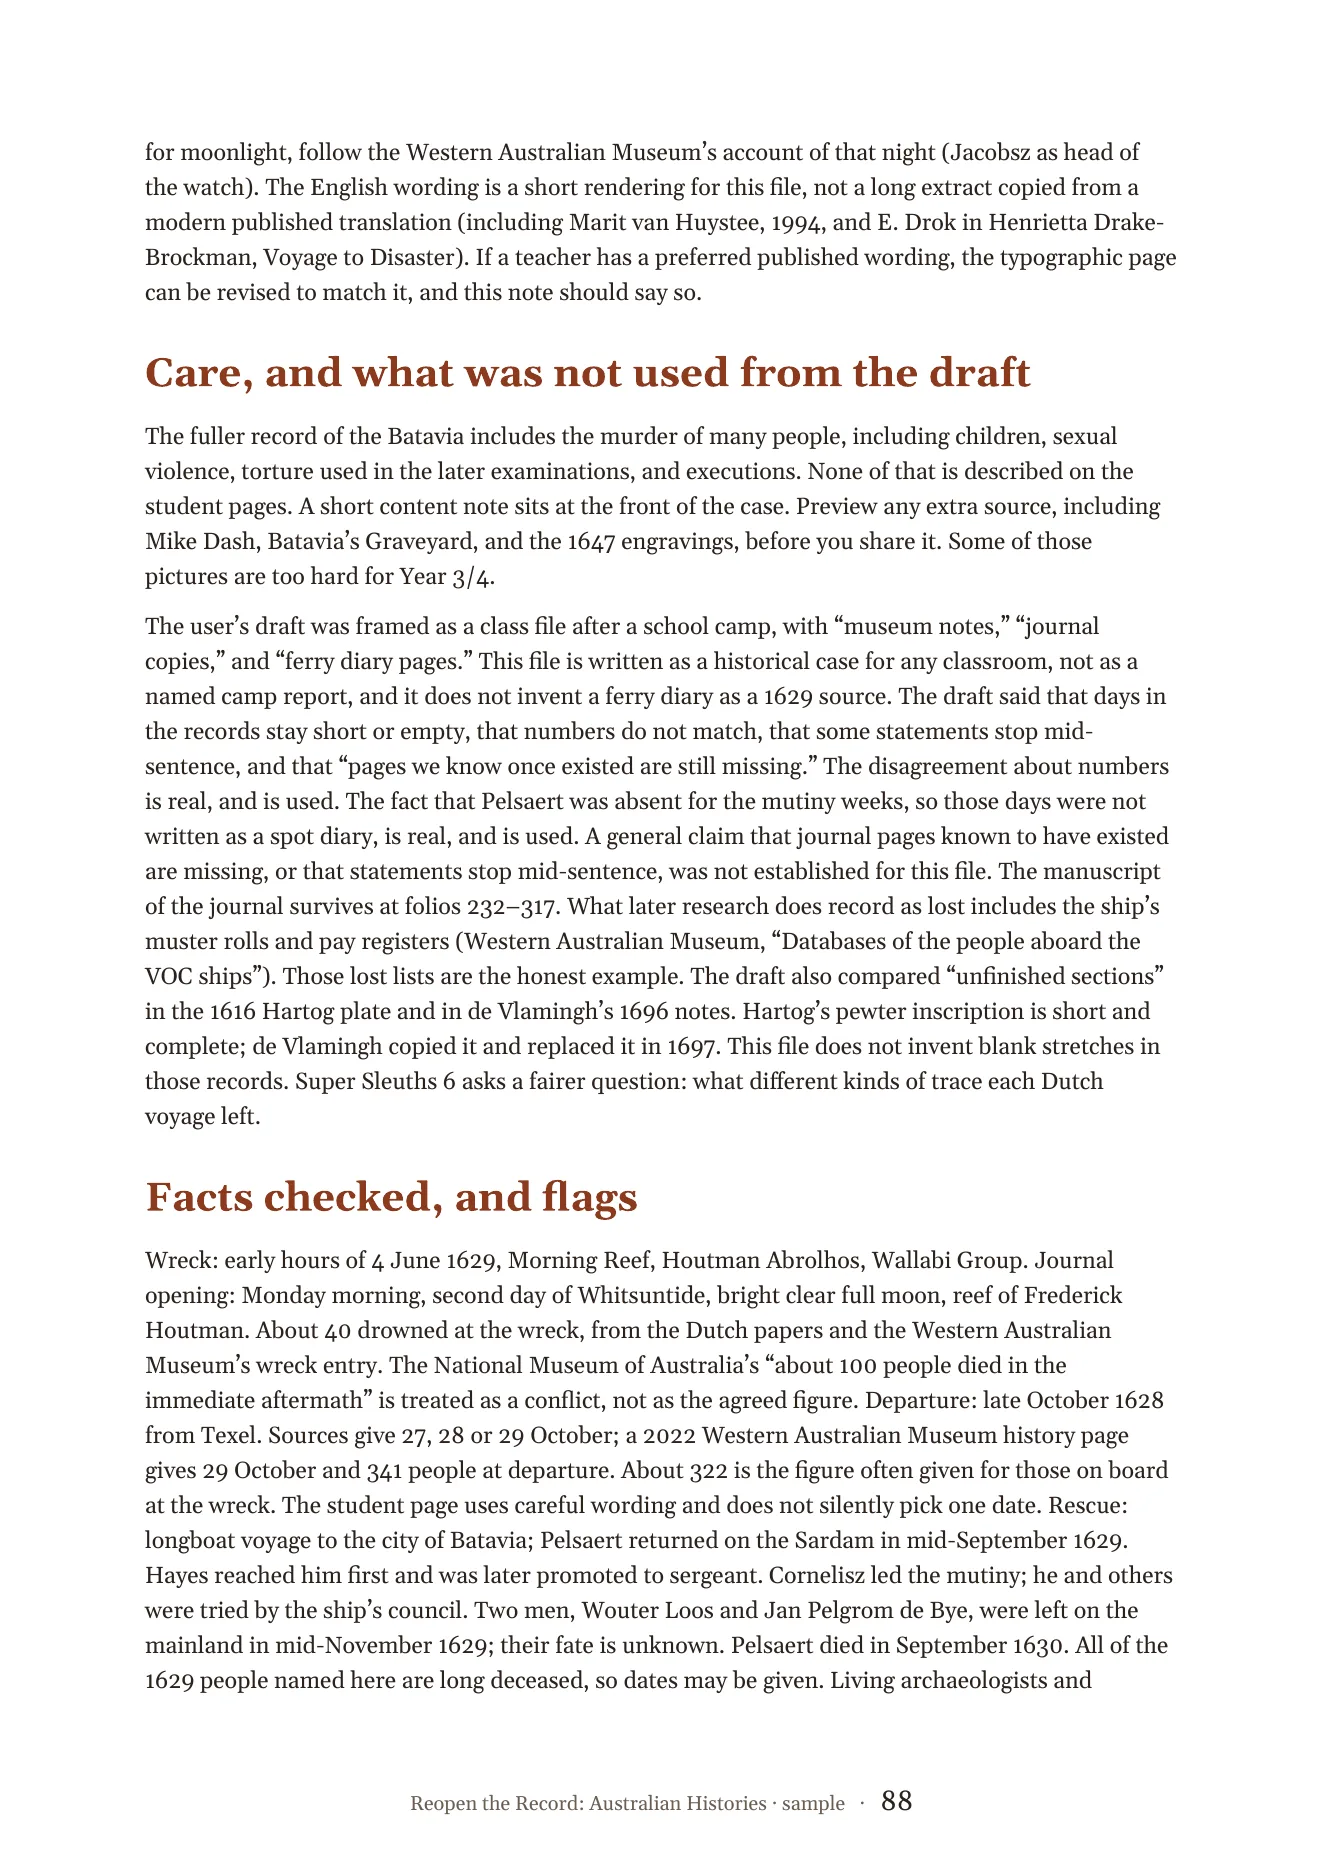 for moonlight, follow the Western Australian Museum’s account of that night (Jacobsz as head of
the watch). The English wording is a short rendering for this file, not a long extract copied from a
modern published translation (including Marit van Huystee, 1994, and E. Drok in Henrietta Drake-
Brockman, Voyage to Disaster). If a teacher has a preferred published wording, the typographic page
can be revised to match it, and this note should say so.
Care, and what was not used from the draft
The fuller record of the Batavia includes the murder of many people, including children, sexual
violence, torture used in the later examinations, and executions. None of that is described on the
student pages. A short content note sits at the front of the case. Preview any extra source, including
Mike Dash, Batavia’s Graveyard, and the 1647 engravings, before you share it. Some of those
pictures are too hard for Year 3/4.
The user’s draft was framed as a class file after a school camp, with “museum notes,” “journal
copies,” and “ferry diary pages.” This file is written as a historical case for any classroom, not as a
named camp report, and it does not invent a ferry diary as a 1629 source. The draft said that days in
the records stay short or empty, that numbers do not match, that some statements stop mid-
sentence, and that “pages we know once existed are still missing.” The disagreement about numbers
is real, and is used. The fact that Pelsaert was absent for the mutiny weeks, so those days were not
written as a spot diary, is real, and is used. A general claim that journal pages known to have existed
are missing, or that statements stop mid-sentence, was not established for this file. The manuscript
of the journal survives at folios 232–317. What later research does record as lost includes the ship’s
muster rolls and pay registers (Western Australian Museum, “Databases of the people aboard the
VOC ships”). Those lost lists are the honest example. The draft also compared “unfinished sections”
in the 1616 Hartog plate and in de Vlamingh’s 1696 notes. Hartog’s pewter inscription is short and
complete; de Vlamingh copied it and replaced it in 1697. This file does not invent blank stretches in
those records. Super Sleuths 6 asks a fairer question: what different kinds of trace each Dutch
voyage left.
Facts checked, and flags
Wreck: early hours of 4 June 1629, Morning Reef, Houtman Abrolhos, Wallabi Group. Journal
opening: Monday morning, second day of Whitsuntide, bright clear full moon, reef of Frederick
Houtman. About 40 drowned at the wreck, from the Dutch papers and the Western Australian
Museum’s wreck entry. The National Museum of Australia’s “about 100 people died in the
immediate aftermath” is treated as a conflict, not as the agreed figure. Departure: late October 1628
from Texel. Sources give 27, 28 or 29 October; a 2022 Western Australian Museum history page
gives 29 October and 341 people at departure. About 322 is the figure often given for those on board
at the wreck. The student page uses careful wording and does not silently pick one date. Rescue:
longboat voyage to the city of Batavia; Pelsaert returned on the Sardam in mid-September 1629.
Hayes reached him first and was later promoted to sergeant. Cornelisz led the mutiny; he and others
were tried by the ship’s council. Two men, Wouter Loos and Jan Pelgrom de Bye, were left on the
mainland in mid-November 1629; their fate is unknown. Pelsaert died in September 1630. All of the
1629 people named here are long deceased, so dates may be given. Living archaeologists and
Reopen the Record: Australian Histories · sample · 88